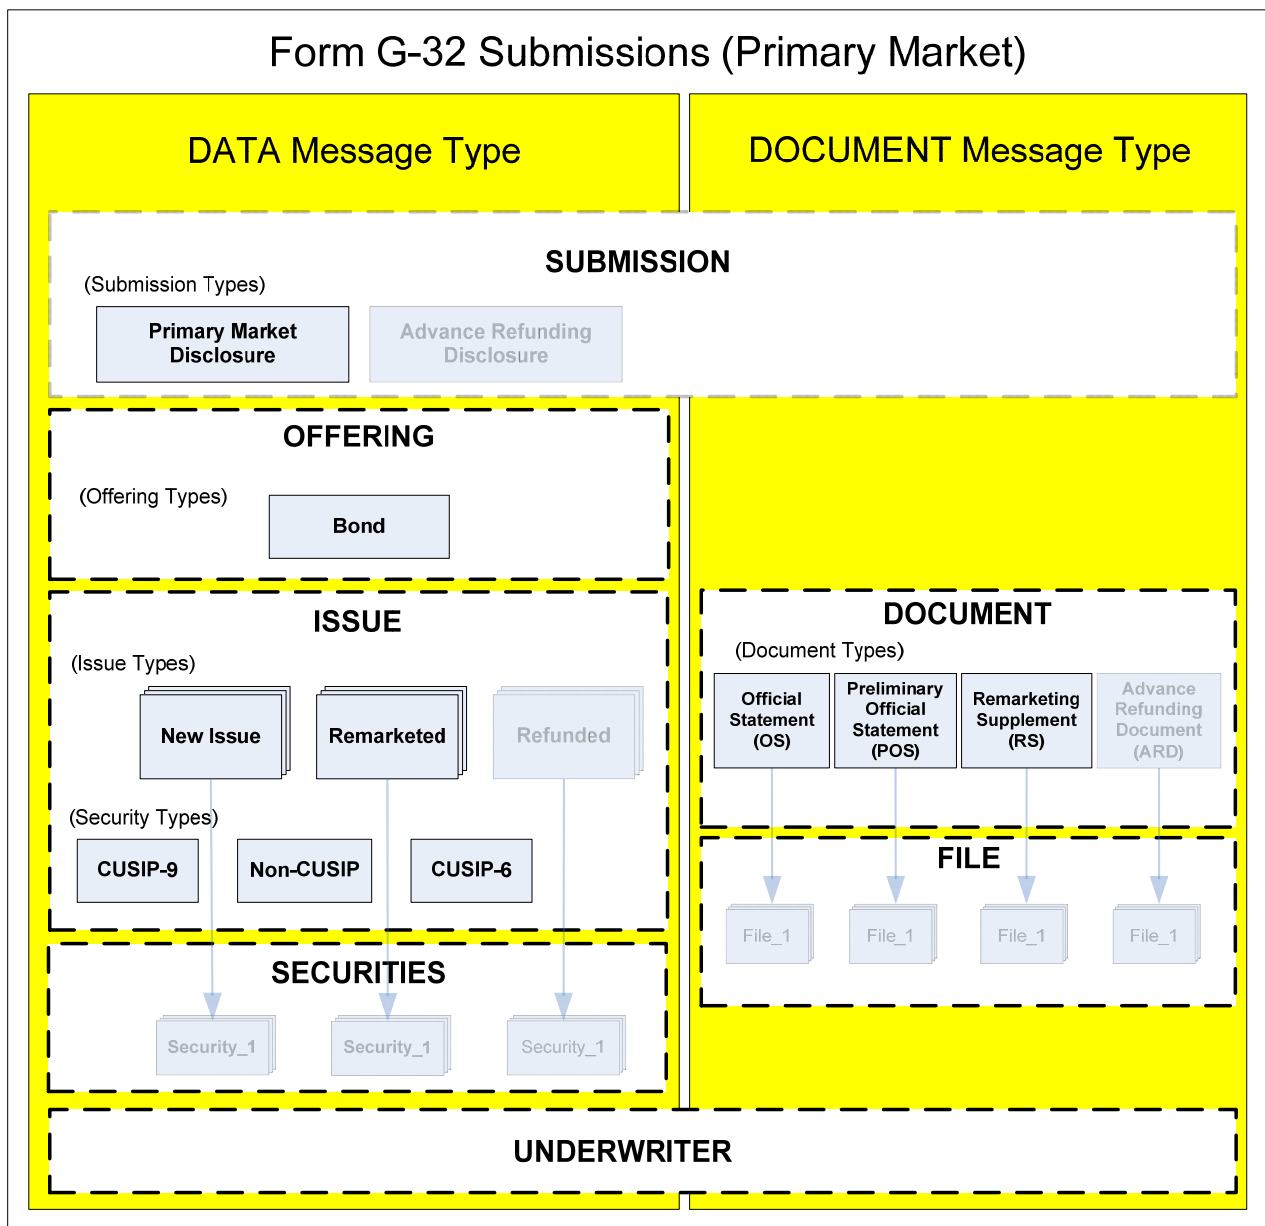 Form G-32 Submissions (Primary Market)
DATA Message Type
DOCUMENT Message Type
SUBMISSION
(Submission Types)
Primary Market
Disclosure
Advance Refunding
Disclosure
OFFERING
(Offering Types)
Bond
ISSUE
(Issue Types)
New Issue
Remarketed
Refunded
(Security Types)
CUSIP-9
Non-CUSIP
CUSIP-6
SECURITIES
Security_1
Security_1
Security_1
DOCUMENT
(Document Types)
Official
Statement
(OS)
Preliminary
Official
Statement
(POS)
Remarketing
Supplement
(RS)
Advance
Refunding
Document
(ARD)
FILE
File_1
File_1
File_1
File_1
UNDERWRITER